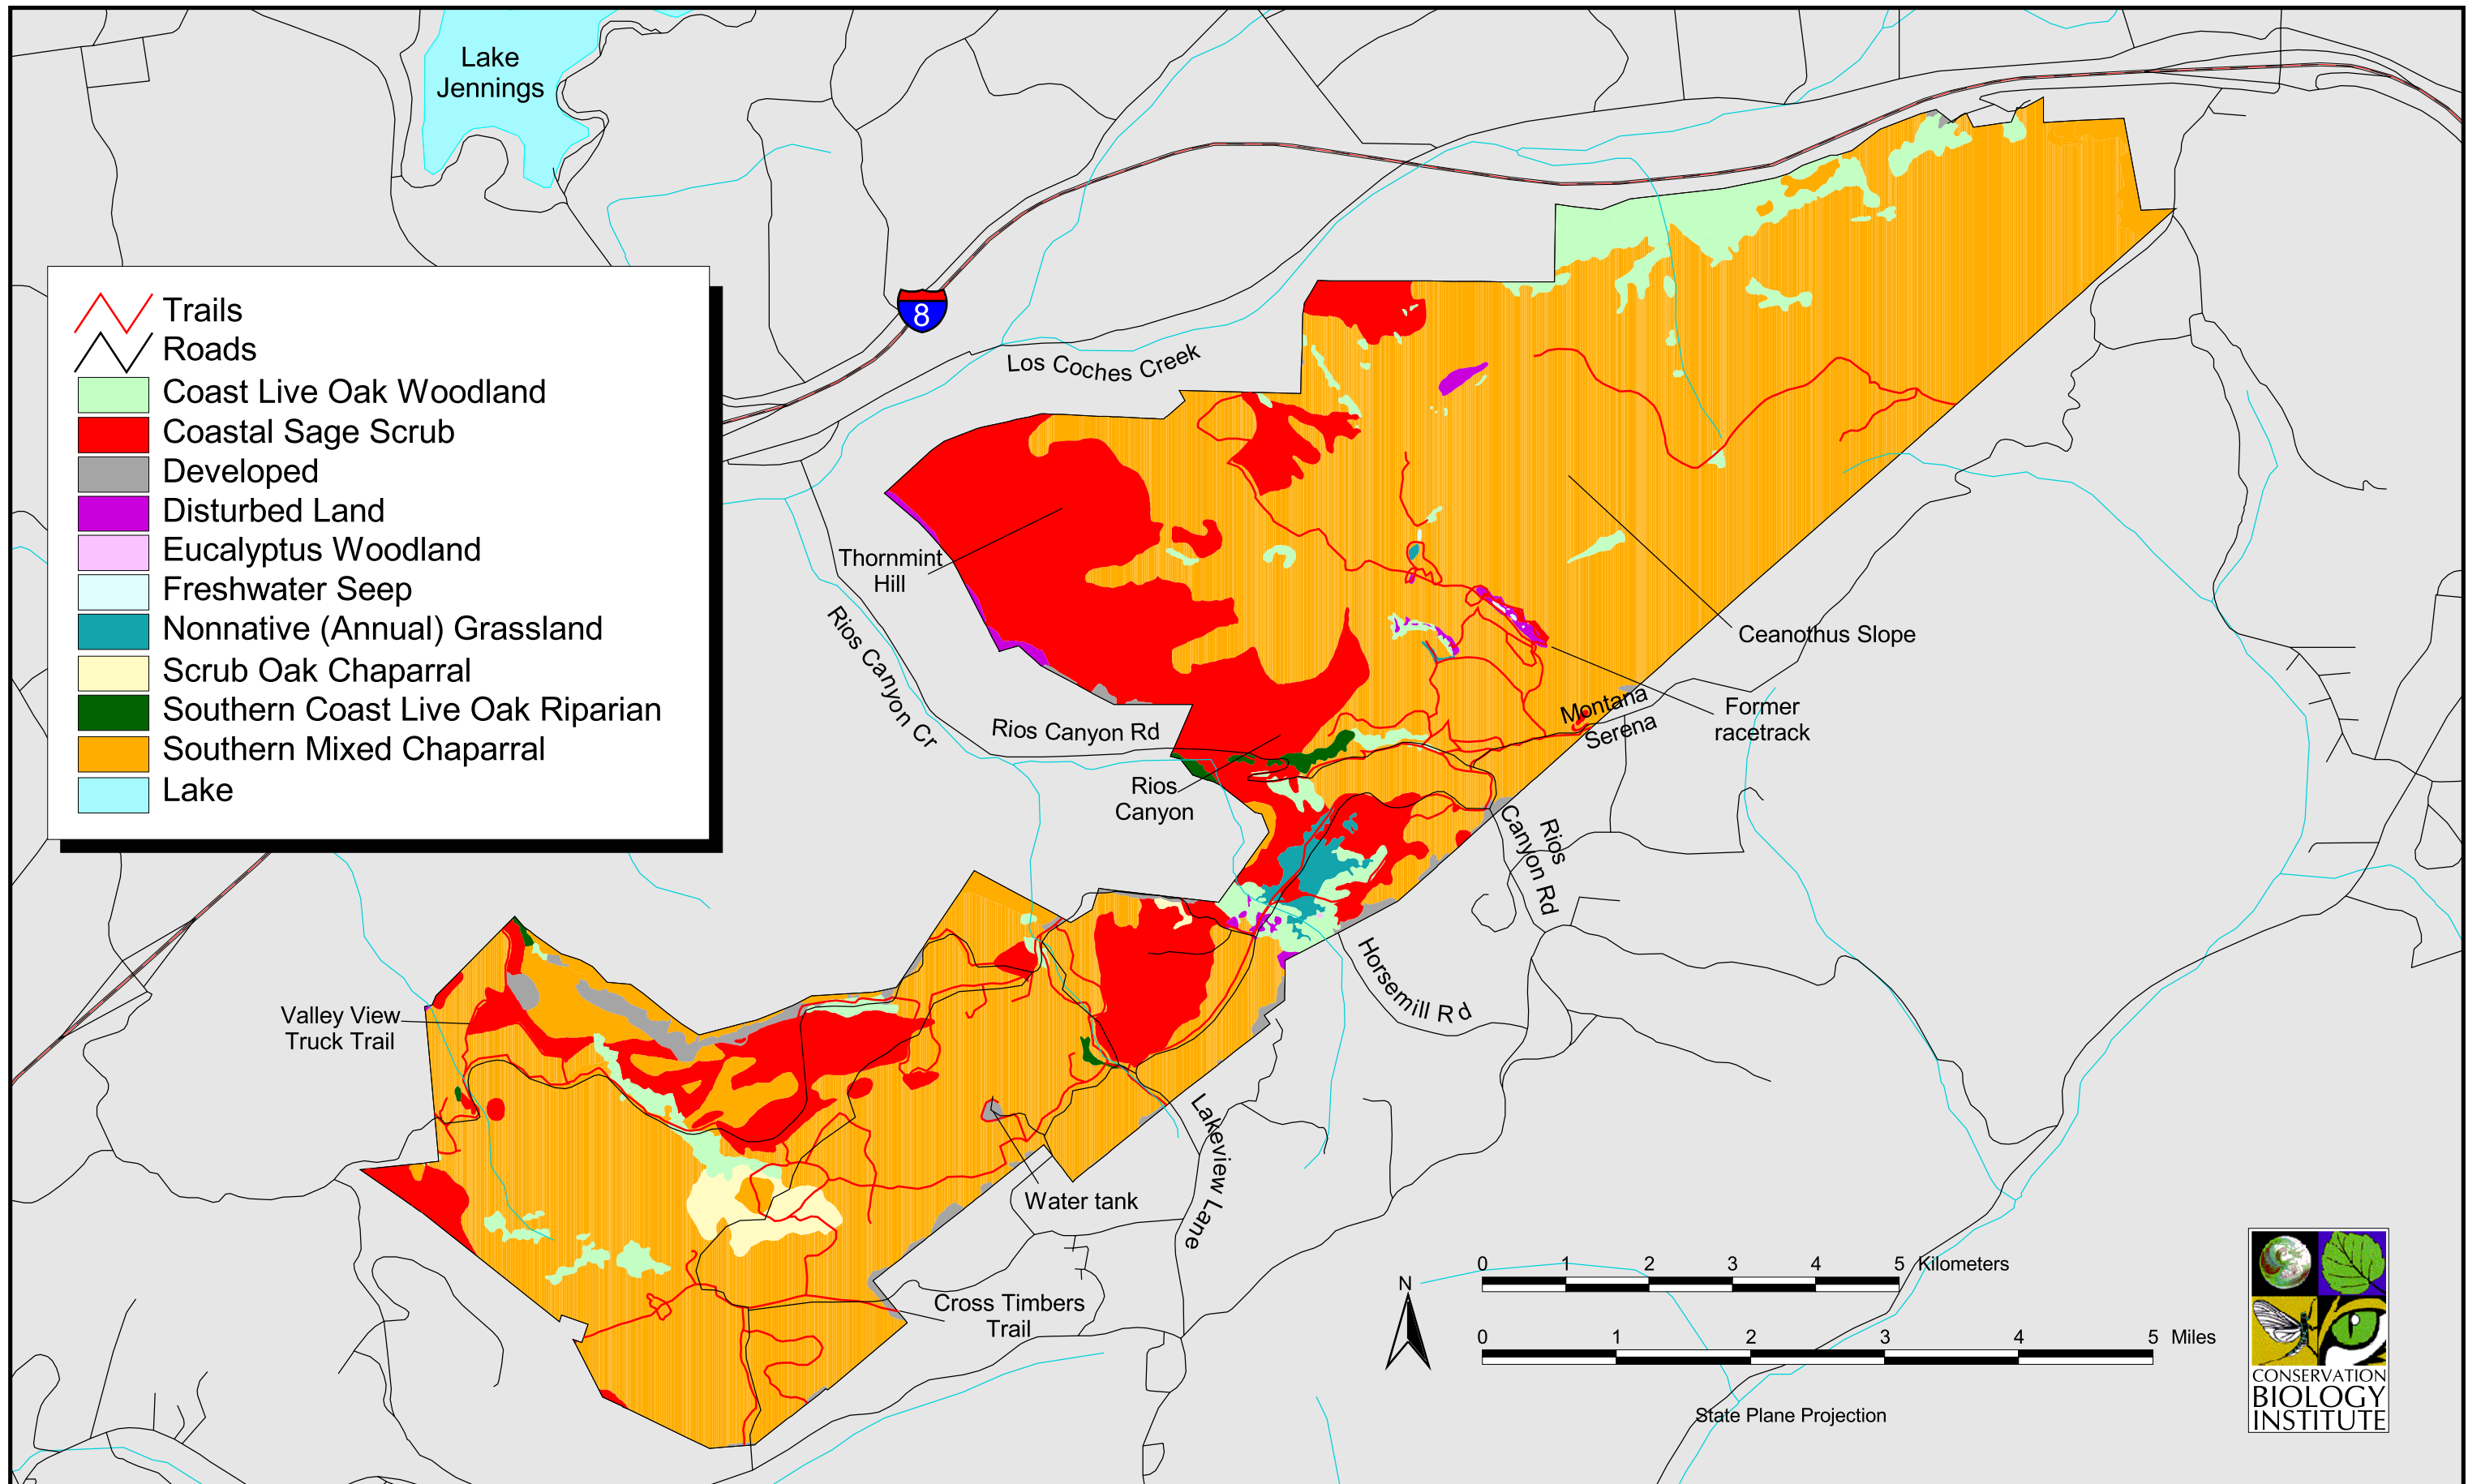 Lake
Jennings
8
Trails
Roads
Coast Live Oak Woodland
Coastal Sage Scrub
Developed
Disturbed Land
Eucalyptus Woodland
Freshwater Seep
Nonnative (Annual) Grassland
Scrub Oak Chaparral
Southern Coast Live Oak Riparian
Southern Mixed Chaparral
Lake
Los Coches Creek
Thornmint
Hill
Rios Canyon Cr
Ceanothus Slope
Rios Canyon Rd
Montana
Serena
Former
racetrack
Rios
Canyon
Rios
Canyon Rd
Horsemill Rd
Valley View
Truck Trail
Lakeview Lane
Water tank
Cross Timbers
Trail
N
0 1 2 3 4 5 Kilometers
0 1 2 3 4 5 Miles
State Plane Projection
CONSERVATION
BIOLOGY
INSTITUTE